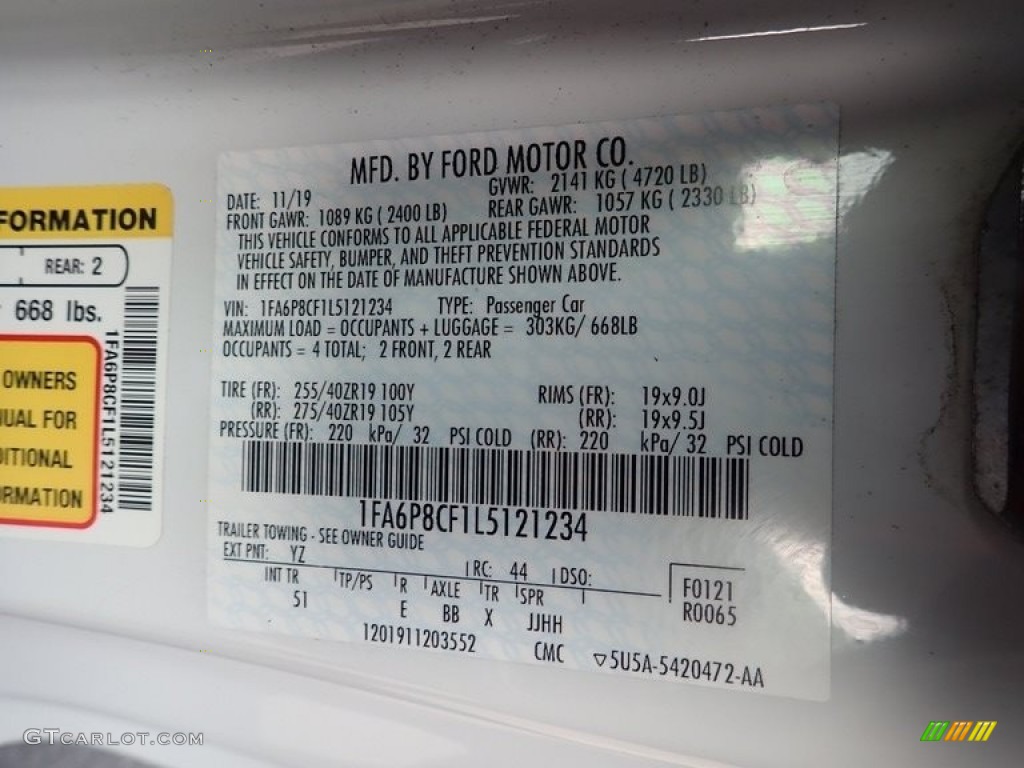 FORMATION
REAR: 2
668 lbs.
1FA6P8CF1L5121234
OWNERS
UAL FOR
DITIONAL
RMATION
MFD. BY FORD MOTOR CO.
DATE: 11/19 GVWR: 2141 KG ( 4720 LB)
FRONT GAWR: 1089 KG ( 2400 LB) REAR GAWR: 1057 KG ( 2330 LB)
THIS VEHICLE CONFORMS TO ALL APPLICABLE FEDERAL MOTOR
VEHICLE SAFETY, BUMPER, AND THEFT PREVENTION STANDARDS
IN EFFECT ON THE DATE OF MANUFACTURE SHOWN ABOVE.
VIN: 1FA6P8CF1L5121234 TYPE: Passenger Car
MAXIMUM LOAD = OCCUPANTS + LUGGAGE = 303KG/ 668LB
OCCUPANTS = 4 TOTAL; 2 FRONT, 2 REAR
TIRE (FR): 255/40ZR19 100Y RIMS (FR): 19x9.0J
(RR): 275/40ZR19 105Y (RR): 19x9.5J
PRESSURE (FR): 220 kPa/ 32 PSI COLD (RR): 220 kPa/ 32 PSI COLD
1FA6P8CF1L5121234
TRAILER TOWING - SEE OWNER GUIDE
EXT PNT: YZ RC: 44 DSO:
INT TR TP/PS R AXLE TR SPR F0121
51 E BB X JJHH R0065
1201911203552 CMC ▽5U5A-5420472-AA
GTCARLOT.COM